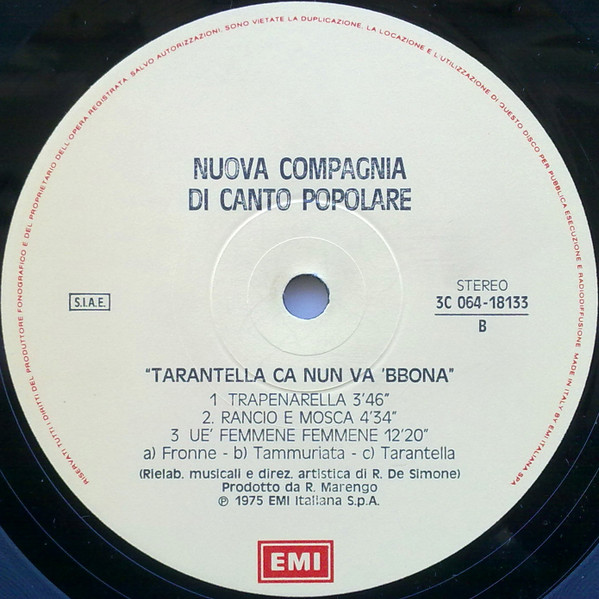 RISERVATI TUTTI I DIRITTI DEL PRODUTTORE FONOGRAFICO E DEL PROPRIETARIO DELL'OPERA REGISTRATA. SALVO AUTORIZZAZIONI, SONO VIETATE LA DUPLICAZIONE, LA LOCAZIONE E L'UTILIZZAZIONE DI QUESTO DISCO PER PUBBLICA ESECUZIONE E RADIODIFFUSIONE. MADE IN ITALY BY EMI ITALIANA SPA
NUOVA COMPAGNIA
DI CANTO POPOLARE
S.I.A.E.
STEREO
3C 064-18133
B
"TARANTELLA CA NUN VA 'BBONA"
1 TRAPENARELLA 3'46"
2. RANCIO E MOSCA 4'34"
3 UE' FEMMENE FEMMENE 12'20"
a) Fronne - b) Tammuriata - c) Tarantella
(Rielab. musicali e direz. artistica di R. De Simone)
Prodotto da R. Marengo
℗ 1975 EMI Italiana S.p.A.
EMI